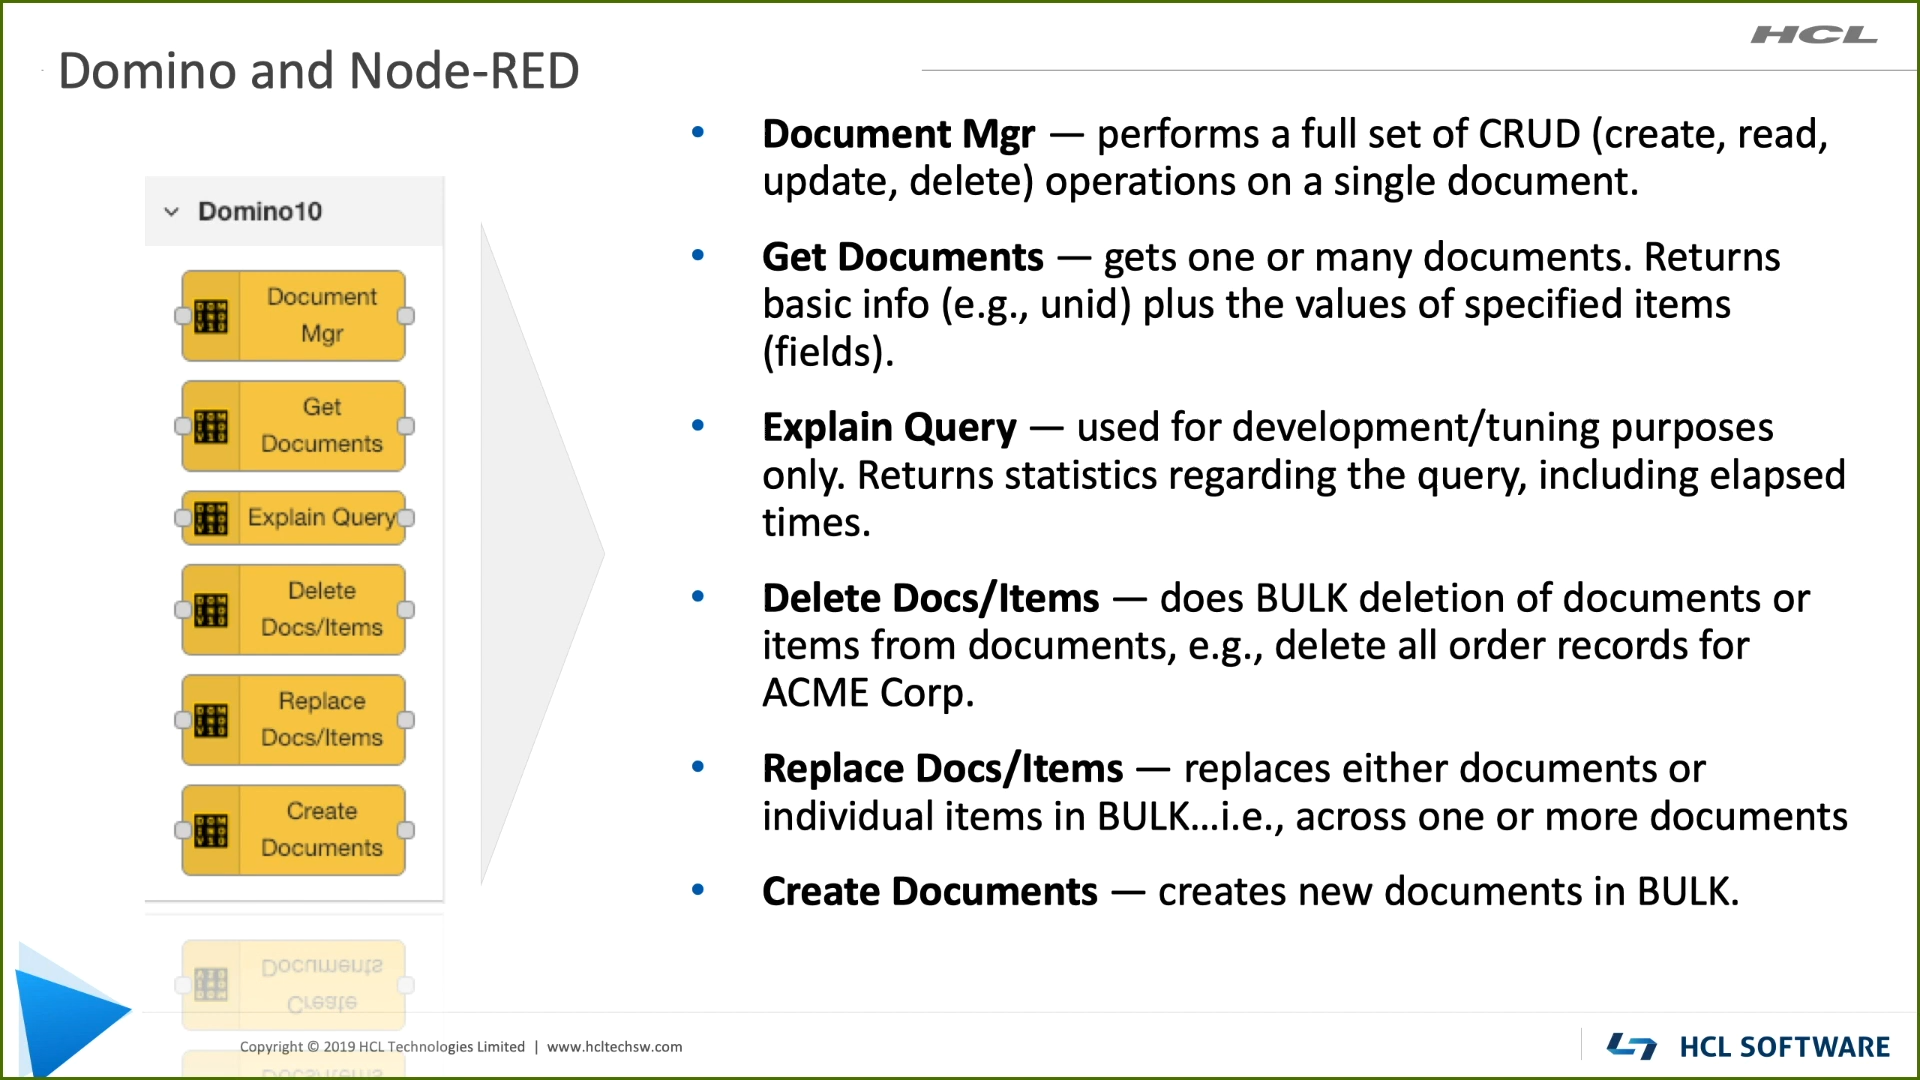 HCL
Domino and Node-RED
Domino10
Document
Mgr
Get
Documents
Explain Query
Delete
Docs/Items
Replace
Docs/Items
Create
Documents
• Document Mgr — performs a full set of CRUD (create, read,
update, delete) operations on a single document.
• Get Documents — gets one or many documents. Returns
basic info (e.g., unid) plus the values of specified items
(fields).
• Explain Query — used for development/tuning purposes
only. Returns statistics regarding the query, including elapsed
times.
• Delete Docs/Items — does BULK deletion of documents or
items from documents, e.g., delete all order records for
ACME Corp.
• Replace Docs/Items — replaces either documents or
individual items in BULK...i.e., across one or more documents
• Create Documents — creates new documents in BULK.
Documents
Create
Docs/Items
Copyright © 2019 HCL Technologies Limited | www.hcltechsw.com
HCL SOFTWARE